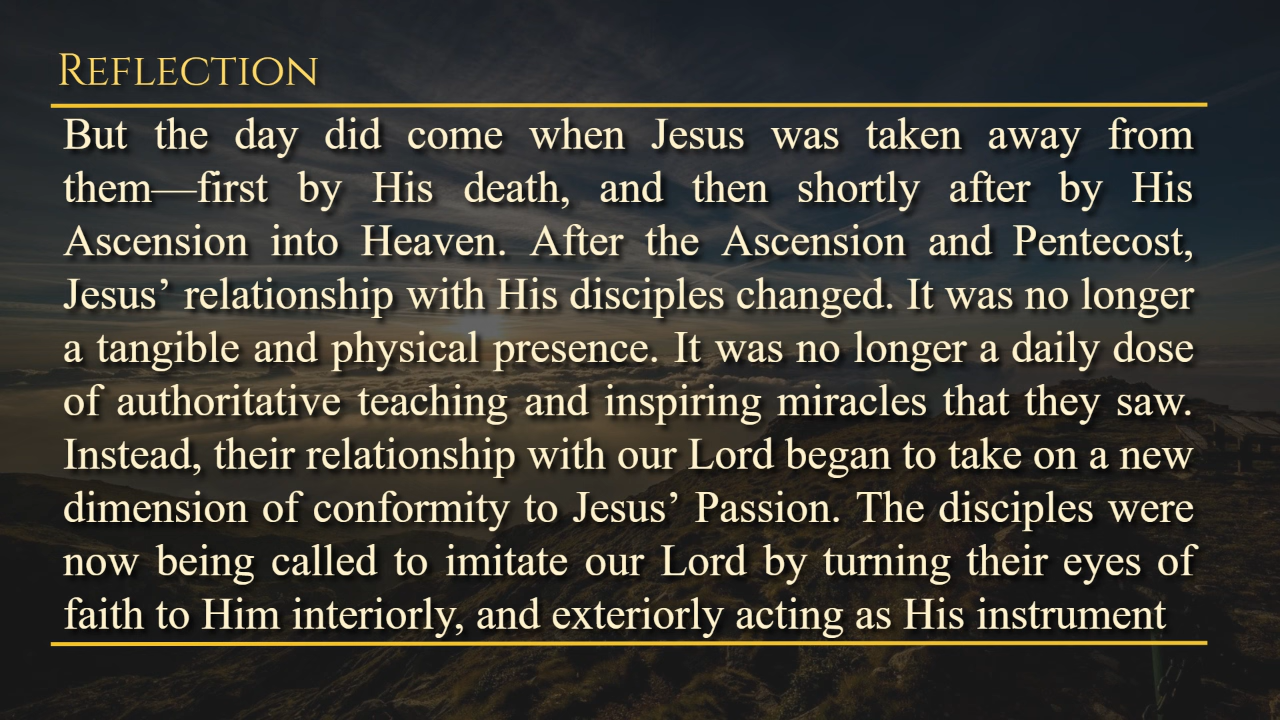 Reflection
But the day did come when Jesus was taken away from
them—first by His death, and then shortly after by His
Ascension into Heaven. After the Ascension and Pentecost,
Jesus’ relationship with His disciples changed. It was no longer
a tangible and physical presence. It was no longer a daily dose
of authoritative teaching and inspiring miracles that they saw.
Instead, their relationship with our Lord began to take on a new
dimension of conformity to Jesus’ Passion. The disciples were
now being called to imitate our Lord by turning their eyes of
faith to Him interiorly, and exteriorly acting as His instrument